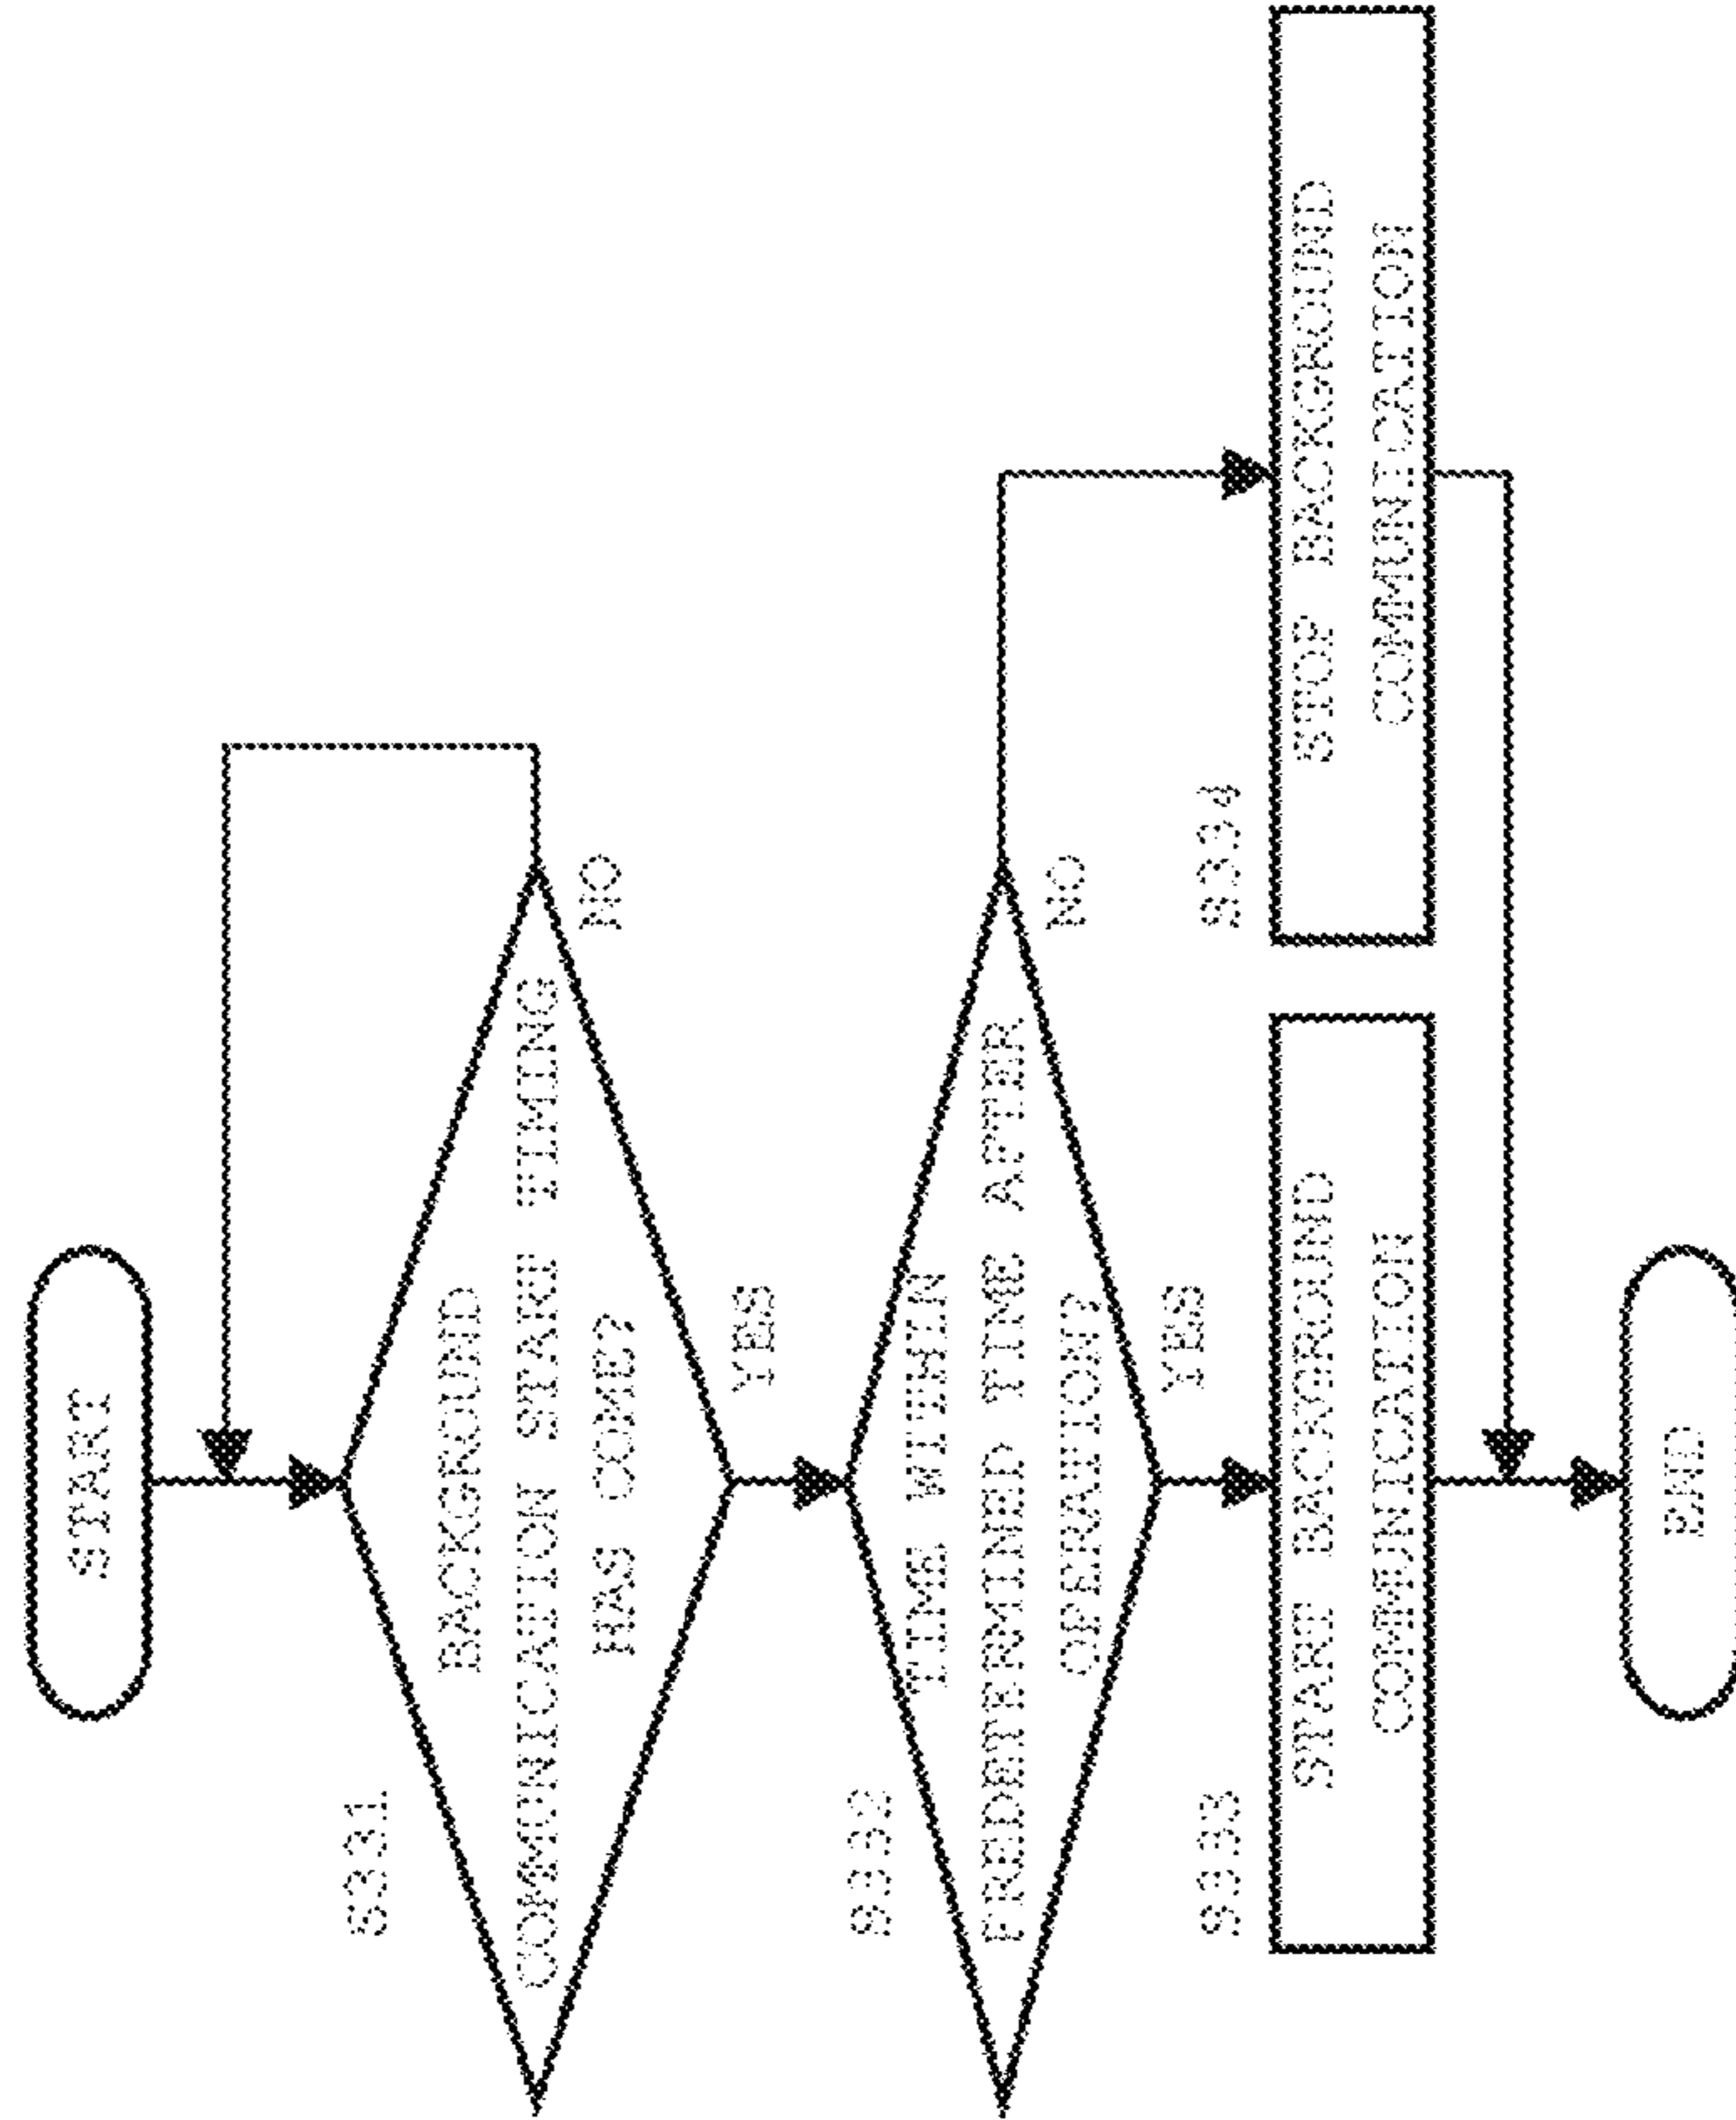 START
S331
BACKGROUND
COMMUNICATION START TIMING
HAS COME?
NO
YES
S332
TIME WITHIN
PREDETERMINED TIME AFTER
OPERATION?
NO
YES
S333
START BACKGROUND
COMMUNICATION
S334
STOP BACKGROUND
COMMUNICATION
END